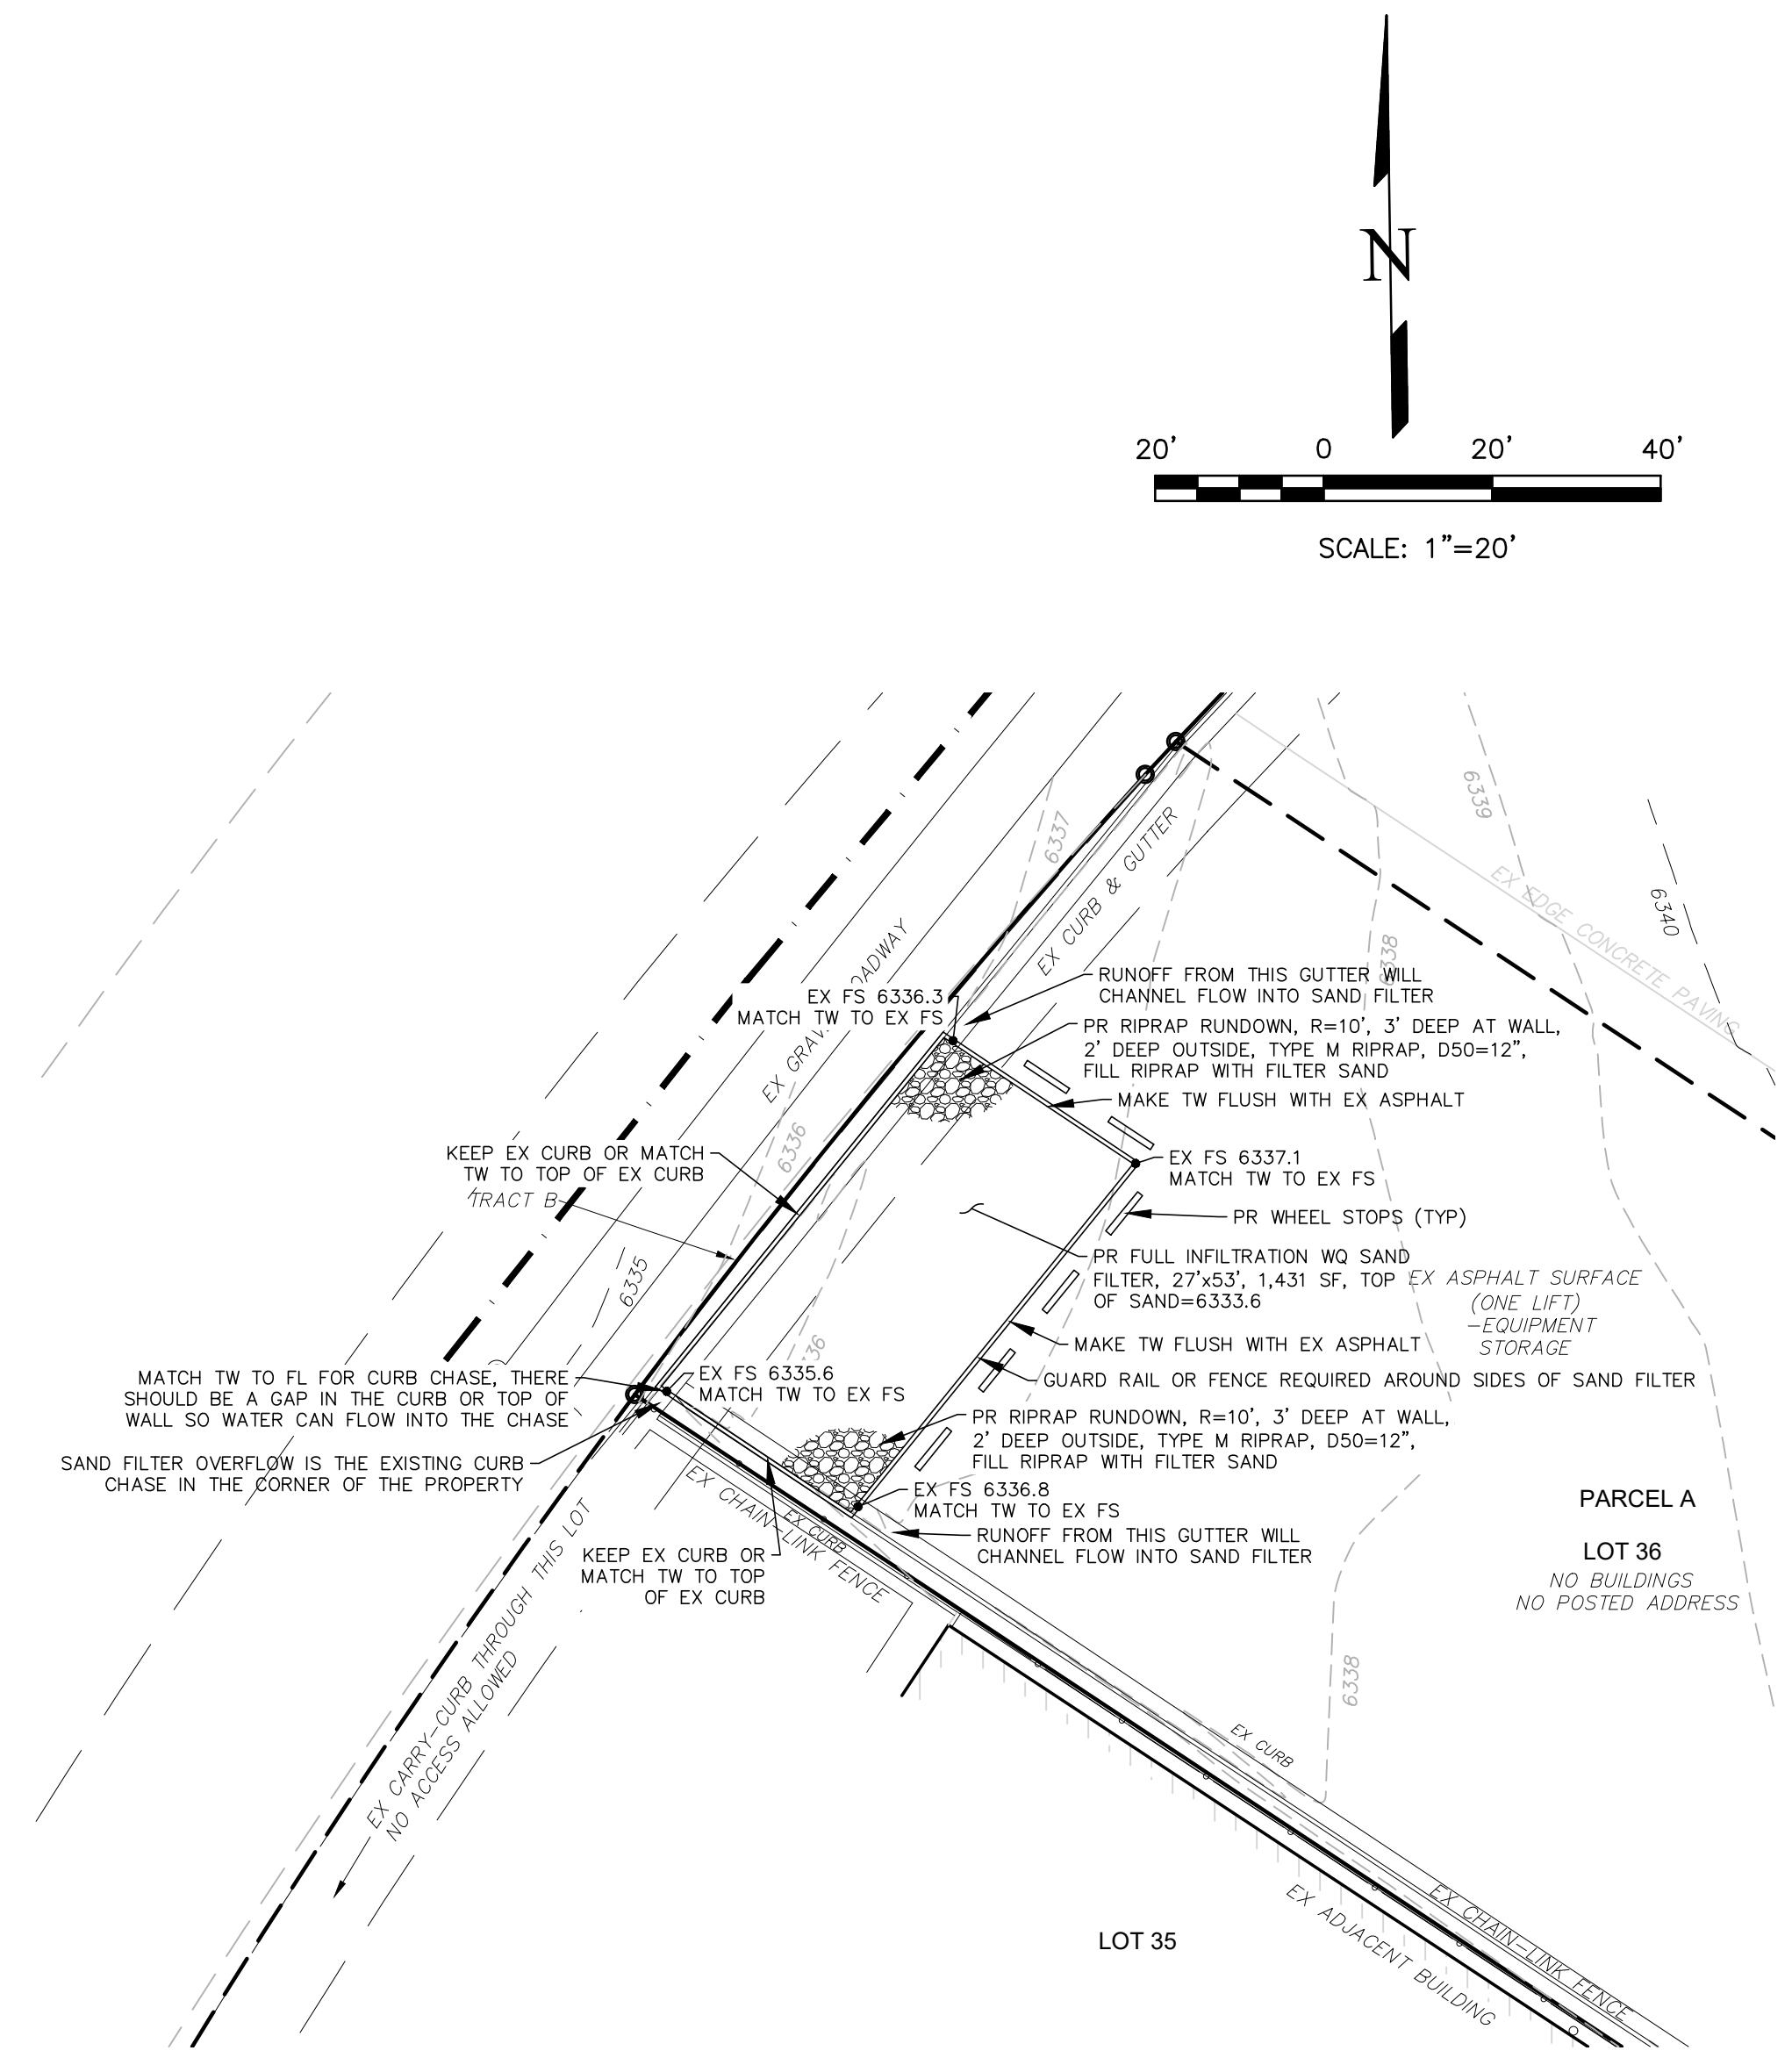 N
20' 0 20' 40'
SCALE: 1"=20'
6337
6339
EX CURB & GUTTER
6340
EX EDGE CONCRETE PAVING
6338
EX GRAV
OADWAY
RUNOFF FROM THIS GUTTER WILL
CHANNEL FLOW INTO SAND FILTER
EX FS 6336.3
MATCH TW TO EX FS
PR RIPRAP RUNDOWN, R=10', 3' DEEP AT WALL,
2' DEEP OUTSIDE, TYPE M RIPRAP, D50=12",
FILL RIPRAP WITH FILTER SAND
MAKE TW FLUSH WITH EX ASPHALT
6336
KEEP EX CURB OR MATCH
TW TO TOP OF EX CURB
TRACT B
EX FS 6337.1
MATCH TW TO EX FS
PR WHEEL STOPS (TYP)
PR FULL INFILTRATION WQ SAND
FILTER, 27'x53', 1,431 SF, TOP
OF SAND=6333.6
EX ASPHALT SURFACE
(ONE LIFT)
-EQUIPMENT
STORAGE
6335
36
MAKE TW FLUSH WITH EX ASPHALT
GUARD RAIL OR FENCE REQUIRED AROUND SIDES OF SAND FILTER
MATCH TW TO FL FOR CURB CHASE, THERE
SHOULD BE A GAP IN THE CURB OR TOP OF
WALL SO WATER CAN FLOW INTO THE CHASE
EX FS 6335.6
MATCH TW TO EX FS
PR RIPRAP RUNDOWN, R=10', 3' DEEP AT WALL,
2' DEEP OUTSIDE, TYPE M RIPRAP, D50=12",
FILL RIPRAP WITH FILTER SAND
SAND FILTER OVERFLOW IS THE EXISTING CURB
CHASE IN THE CORNER OF THE PROPERTY
EX FS 6336.8
MATCH TW TO EX FS
RUNOFF FROM THIS GUTTER WILL
CHANNEL FLOW INTO SAND FILTER
EX CURB
EX CHAIN-LINK FENCE
KEEP EX CURB OR
MATCH TW TO TOP
OF EX CURB
PARCEL A
LOT 36
NO BUILDINGS
NO POSTED ADDRESS
EX CARRY-CURB THROUGH THIS LOT
NO ACCESS ALLOWED
6338
EX CURB
EX CHAIN-LINK FENCE
EX ADJACENT BUILDING
LOT 35